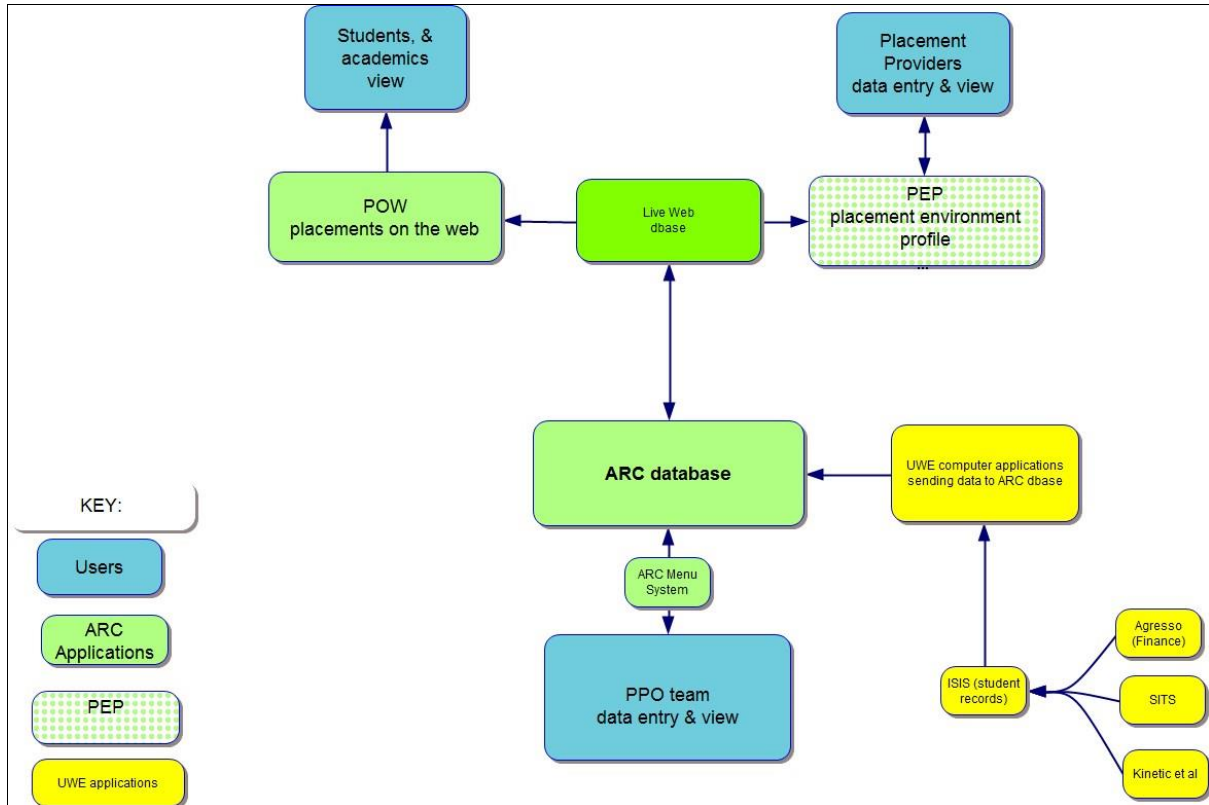 Students, &
academics
view
Placement
Providers
data entry & view
POW
placements on the web
Live Web
dbase
PEP
placement environment
profile
...
ARC database
UWE computer applications
sending data to ARC dbase
KEY:
Users
ARC
Applications
PEP
UWE applications
ARC Menu
System
PPO team
data entry & view
ISIS (student
records)
Agresso
(Finance)
SITS
Kinetic et al